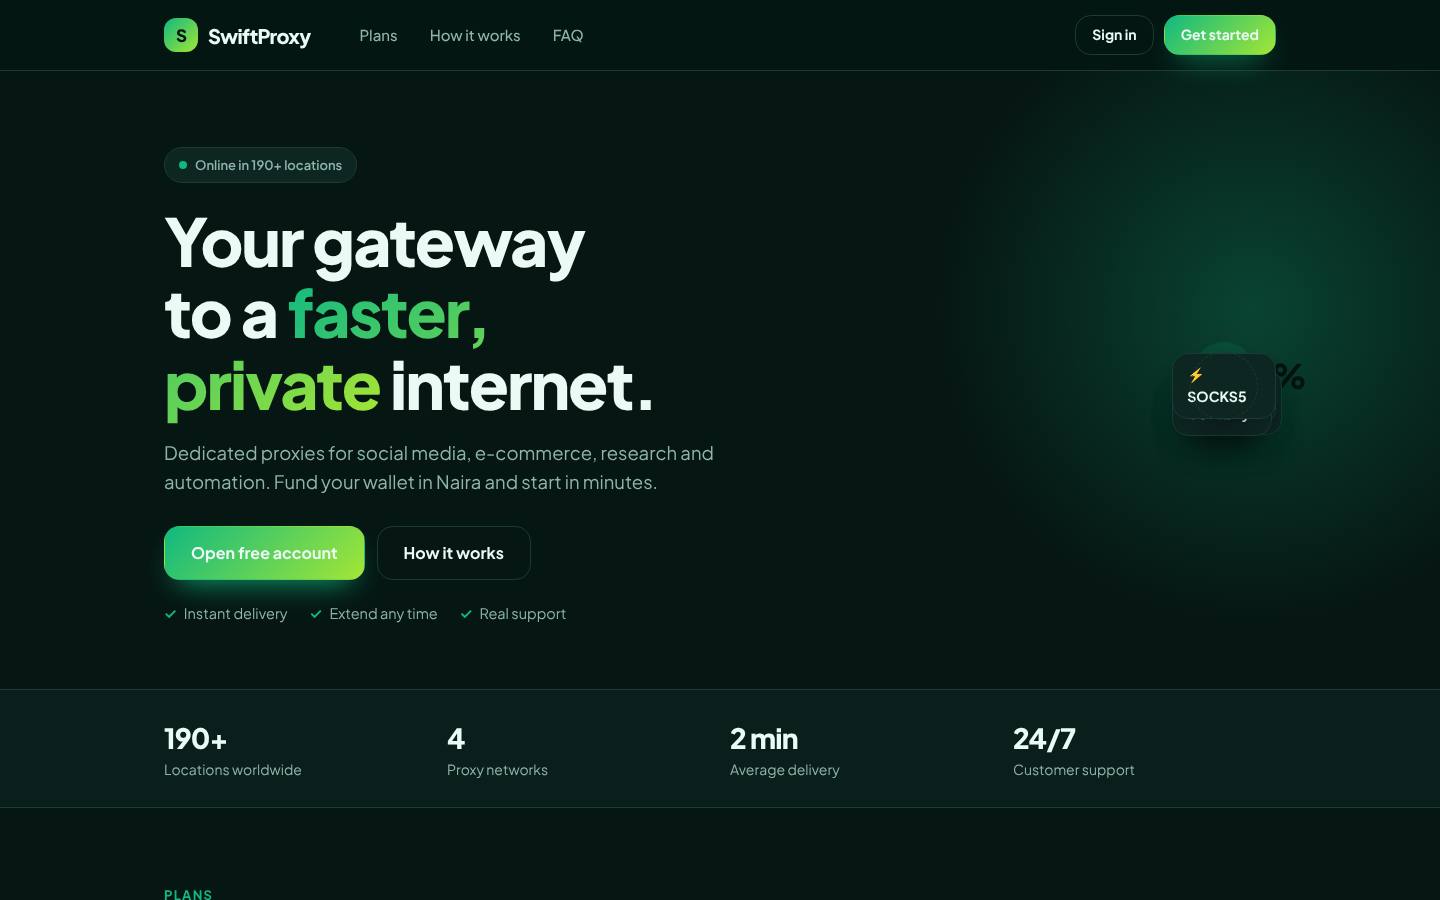 S SwiftProxy Plans How it works FAQ Sign in Get started
Online in 190+ locations
Your gateway
to a faster,
private internet.
%
⚡
SOCKS5
Dedicated proxies for social media, e-commerce, research and
automation. Fund your wallet in Naira and start in minutes.
Open free account How it works
✓ Instant delivery ✓ Extend any time ✓ Real support
190+ 4 2 min 24/7
Locations worldwide Proxy networks Average delivery Customer support
PLANS